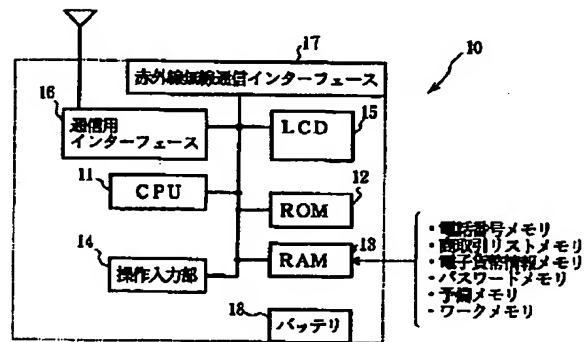 17
10
赤外線無線通信インターフェース
16
通信用
インターフェース
LCD
15
11
CPU
12
ROM
14
操作入力部
13
RAM
18
バッテリ
・電話番号メモリ
・商取引リストメモリ
・電子貨幣情報メモリ
・パスワードメモリ
・予備メモリ
・ワークメモリ